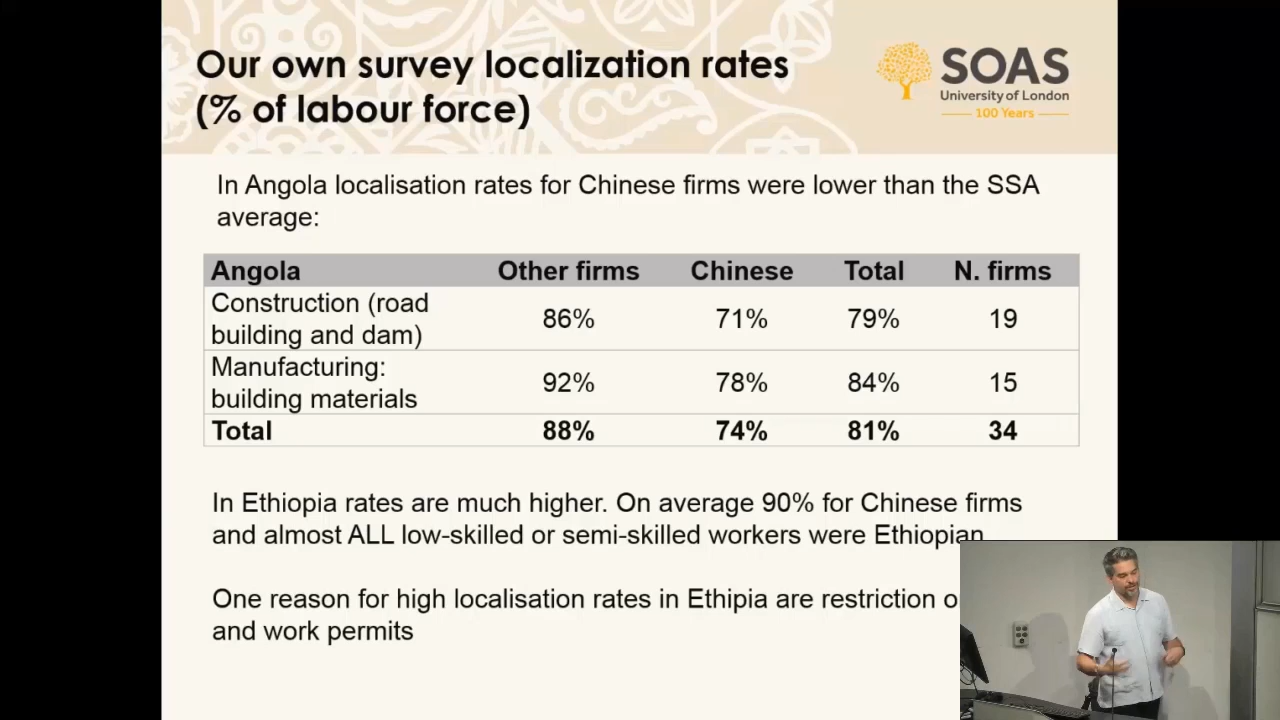 Our own survey localization rates
(% of labour force)
SOAS
University of London
100 Years
In Angola localisation rates for Chinese firms were lower than the SSA
average:
Angola Other firms Chinese Total N. firms
Construction (road
building and dam) 86% 71% 79% 19
Manufacturing:
building materials 92% 78% 84% 15
Total 88% 74% 81% 34
In Ethiopia rates are much higher. On average 90% for Chinese firms
and almost ALL low-skilled or semi-skilled workers were Ethiopian
One reason for high localisation rates in Ethipia are restriction
and work permits